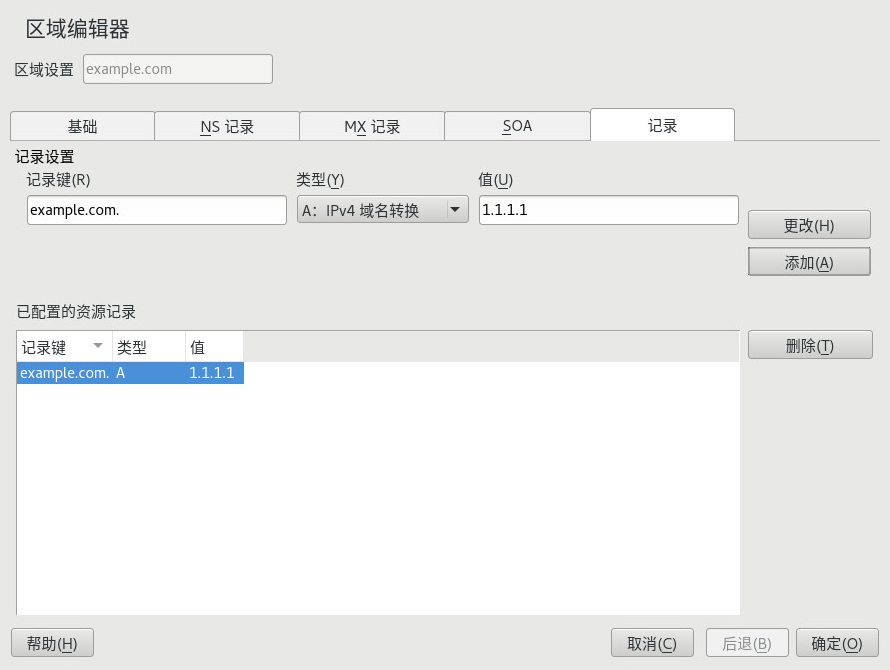 区域编辑器
区域设置 example.com
基础 NS 记录 MX 记录 SOA 记录
记录设置
记录键(R) 类型(Y) 值(U)
example.com. A：IPv4 域名转换 1.1.1.1
更改(H)
添加(A)
已配置的资源记录
记录键 类型 值 删除(T)
example.com. A 1.1.1.1
帮助(H) 取消(C) 后退(B) 确定(O)